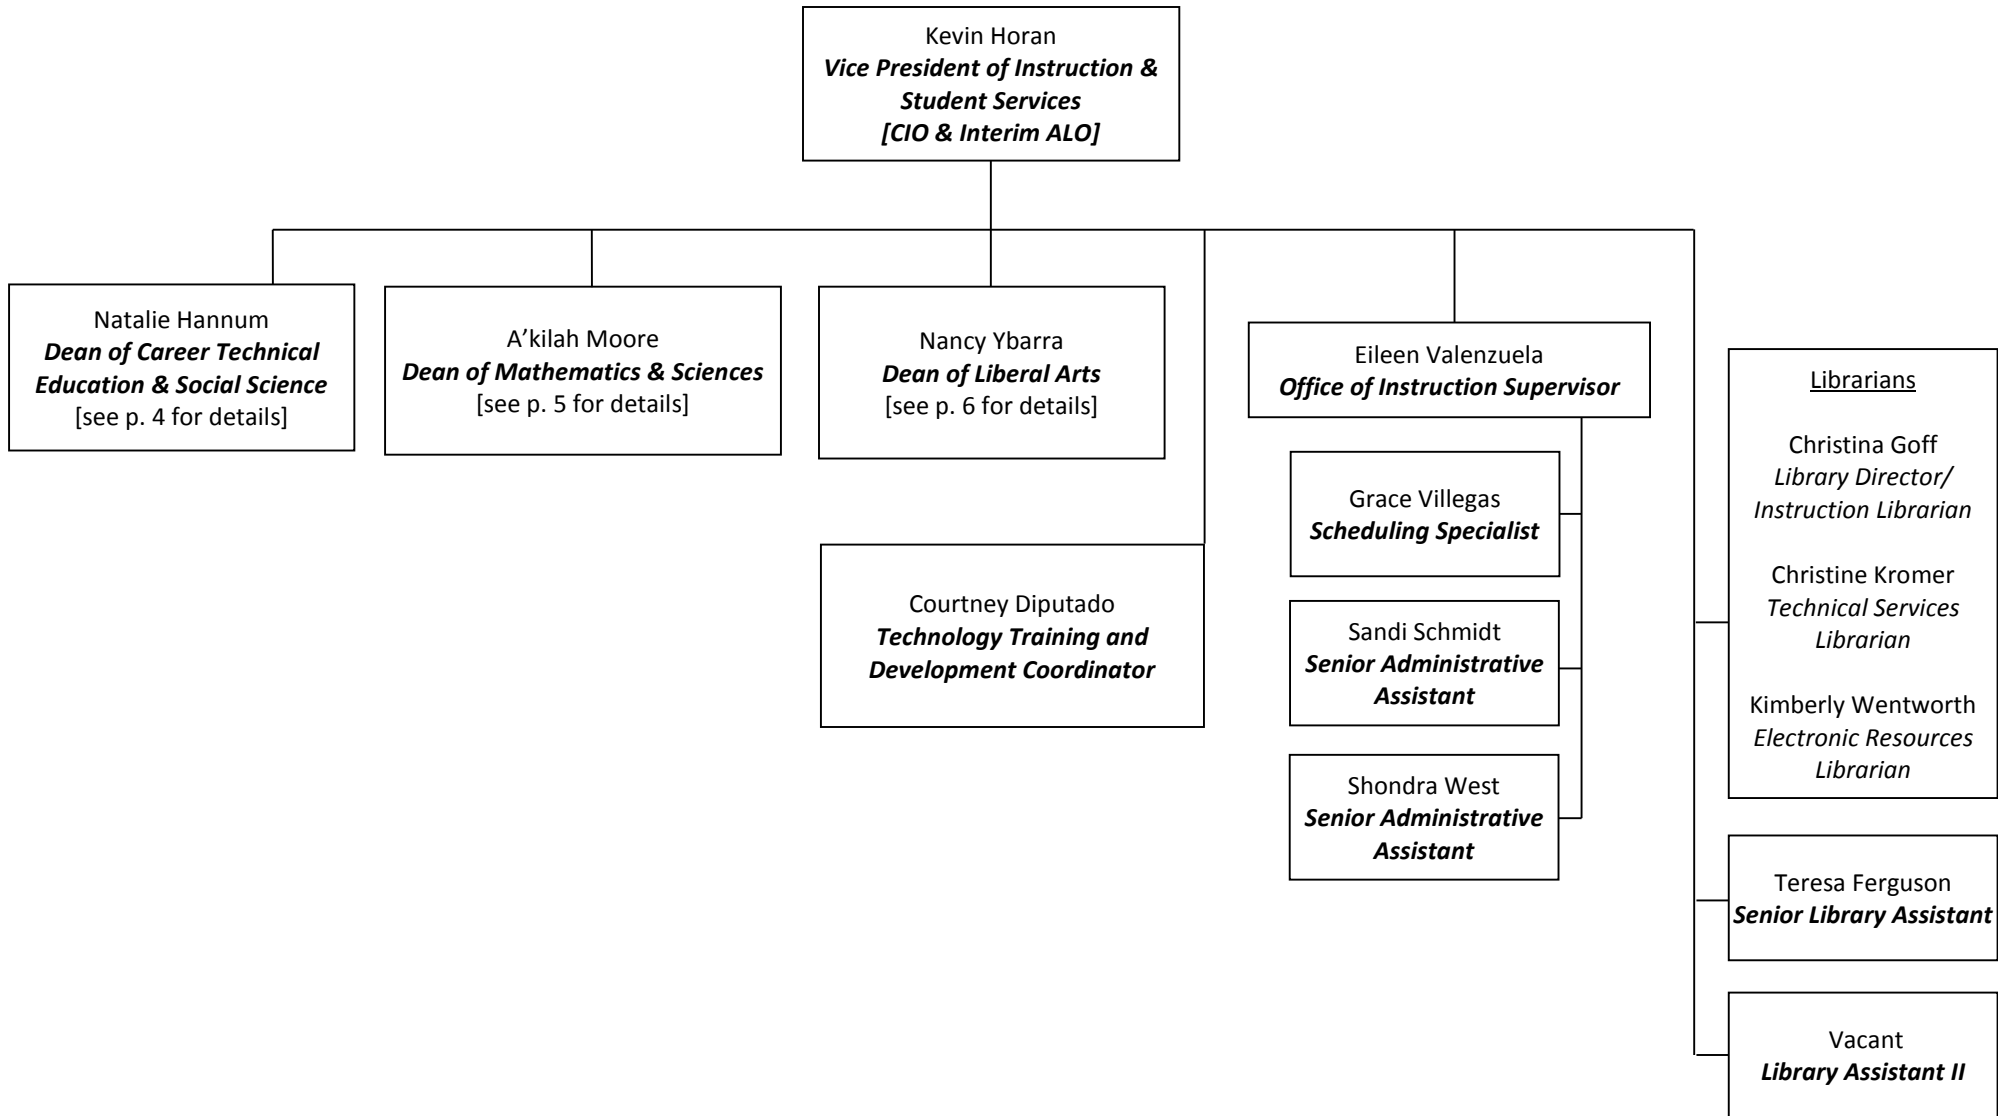 Kevin Horan
Vice President of Instruction &
Student Services
[CIO & Interim ALO]
Natalie Hannum
Dean of Career Technical
Education & Social Science
[see p. 4 for details]
A’kilah Moore
Dean of Mathematics & Sciences
[see p. 5 for details]
Nancy Ybarra
Dean of Liberal Arts
[see p. 6 for details]
Courtney Diputado
Technology Training and
Development Coordinator
Eileen Valenzuela
Office of Instruction Supervisor
Grace Villegas
Scheduling Specialist
Sandi Schmidt
Senior Administrative
Assistant
Shondra West
Senior Administrative
Assistant
Librarians
Christina Goff
Library Director/
Instruction Librarian
Christine Kromer
Technical Services
Librarian
Kimberly Wentworth
Electronic Resources
Librarian
Teresa Ferguson
Senior Library Assistant
Vacant
Library Assistant II